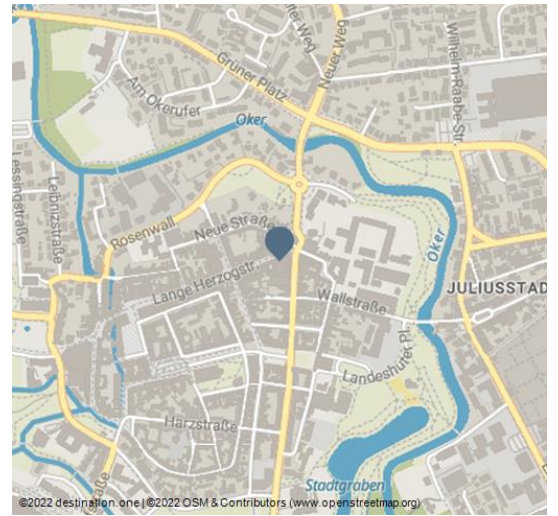 Neuer Weg
Grüner Platz
Wilhelm-Raabe-Str.
Am Okerufer
Oker
Lessingstraße
Leibnizstraße
Rosenwall
Neue Straße
Oker
Lange Herzogstr.
JULIUSSTAD
Wallstraße
Landeshuter Pl.
Harzstraße
Stadtgraben
©2022 destination.one | ©2022 OSM & Contributors (www.openstreetmap.org)